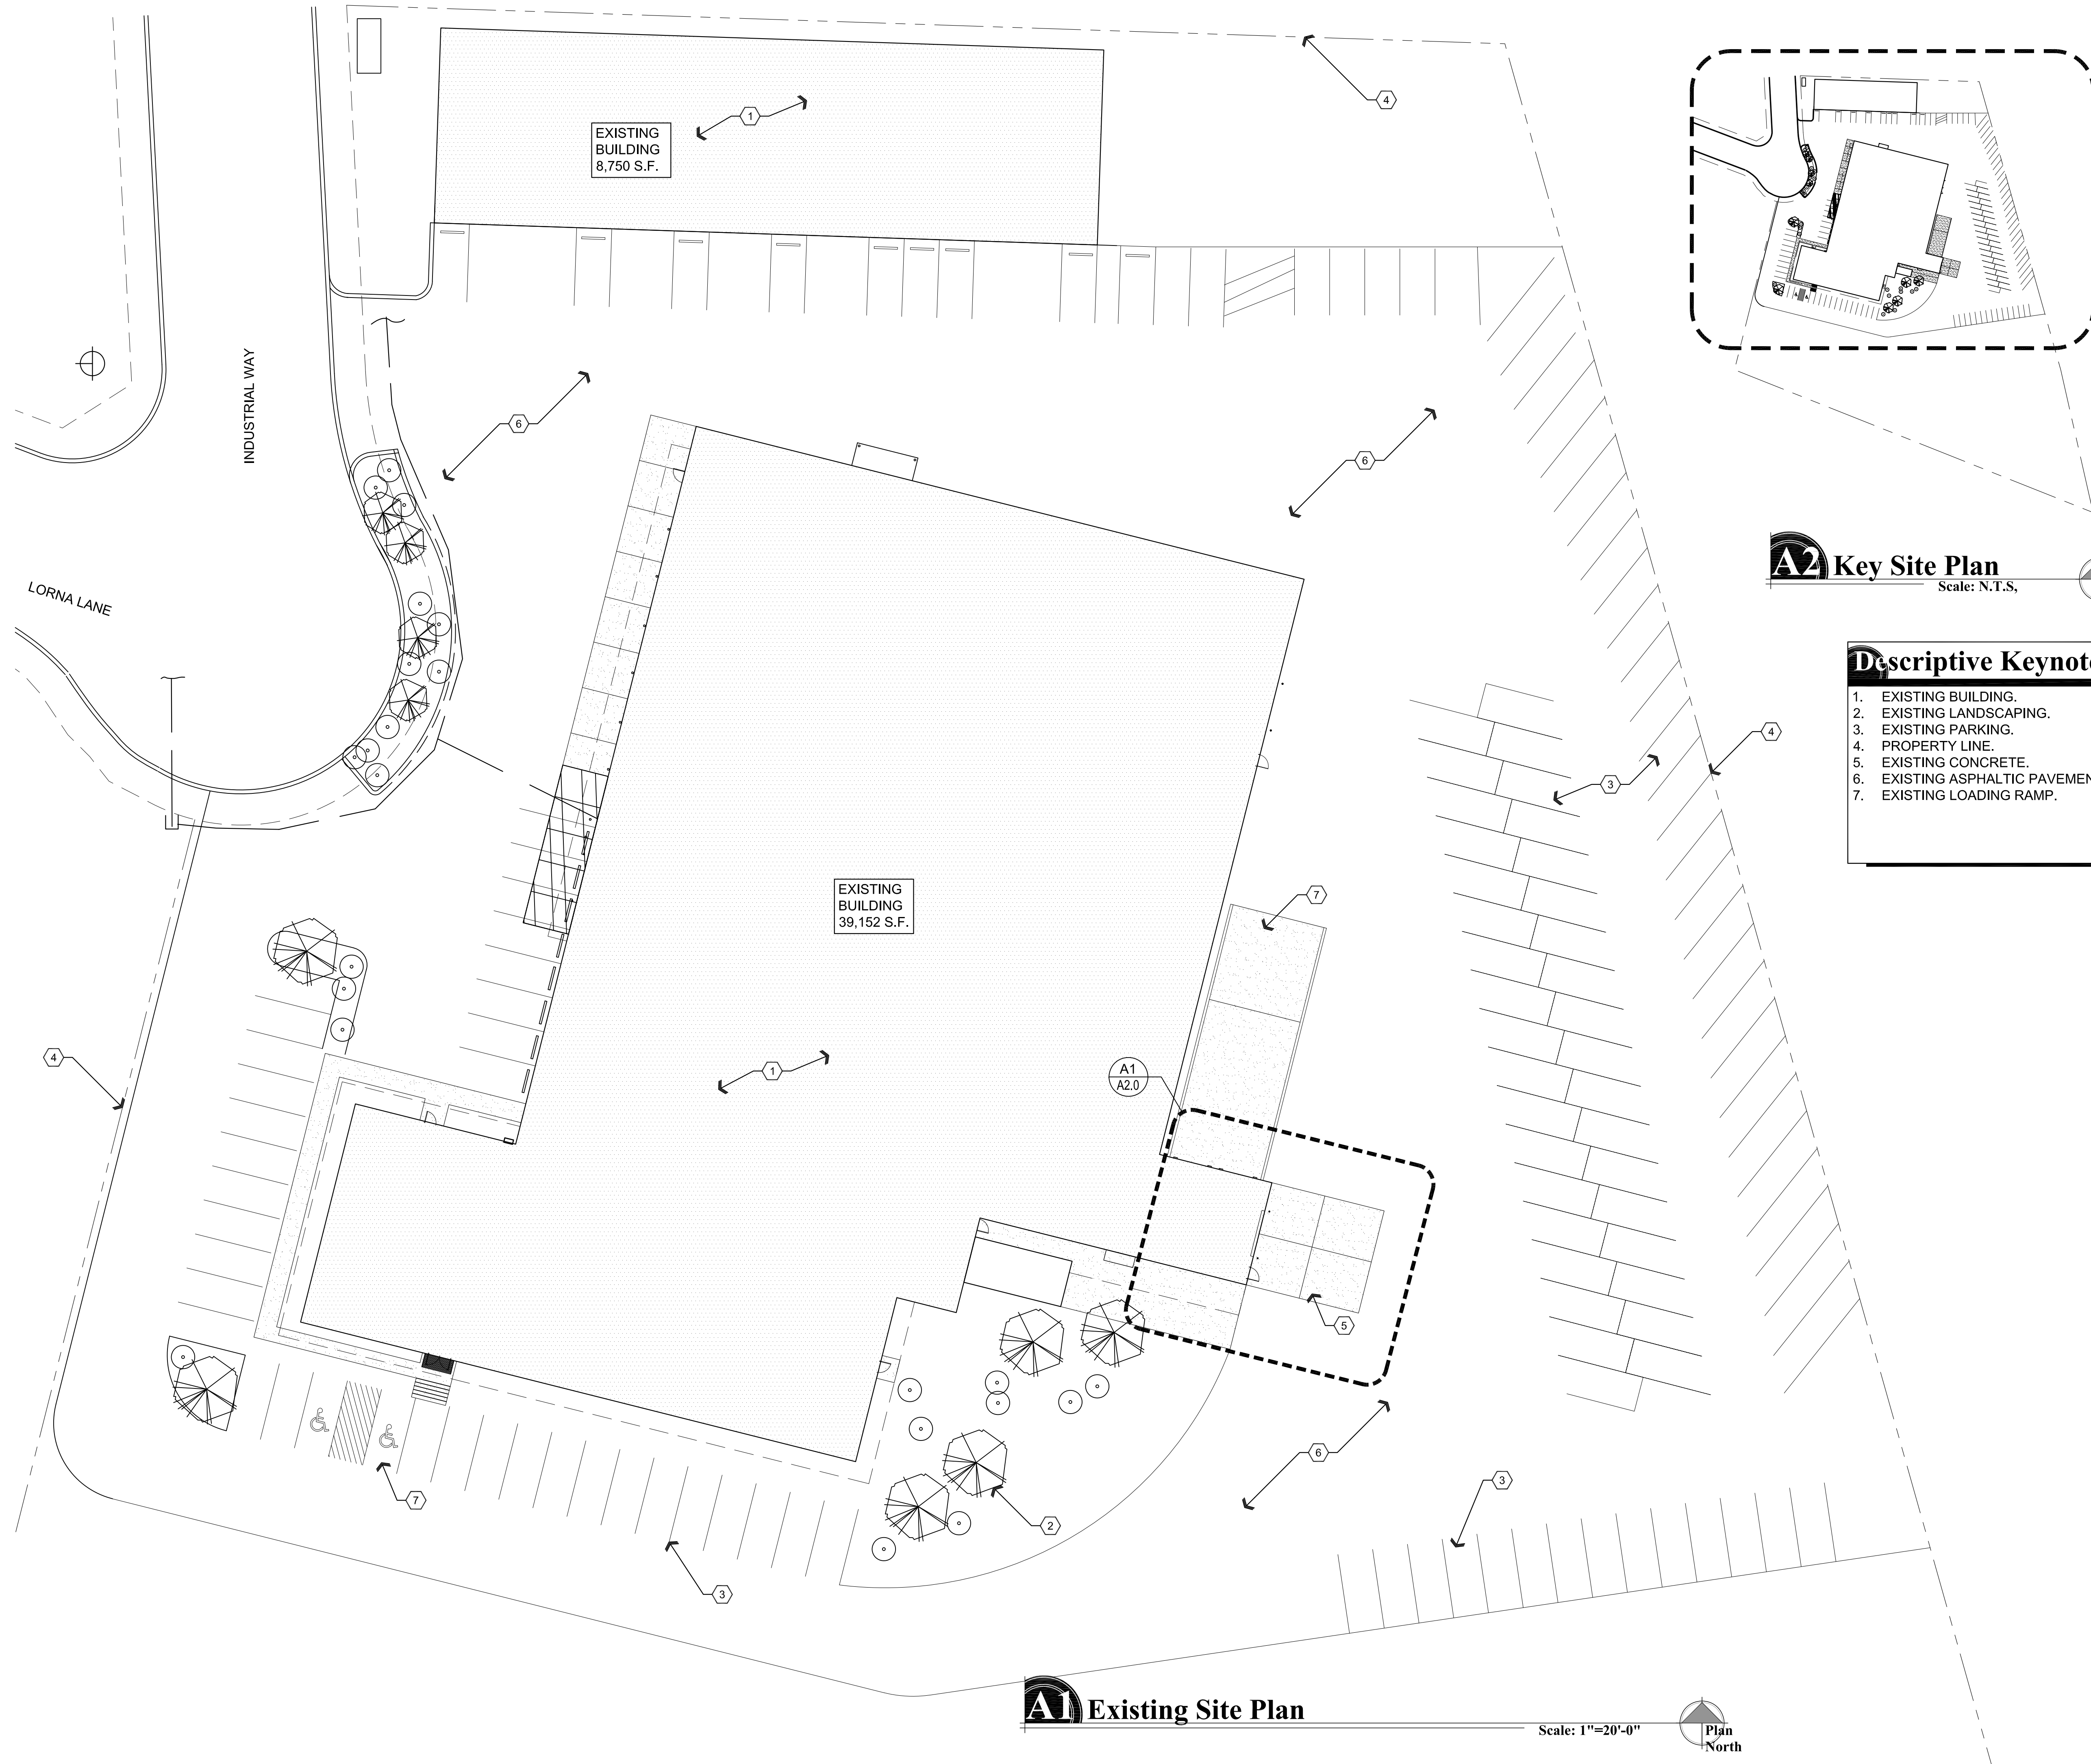 1
4
EXISTING
BUILDING
8,750 S.F.
INDUSTRIAL WAY
6
6
LORNA LANE
A2 Key Site Plan
Scale: N.T.S,
Descriptive Keynote
1. EXISTING BUILDING.
2. EXISTING LANDSCAPING.
3. EXISTING PARKING.
4. PROPERTY LINE.
5. EXISTING CONCRETE.
6. EXISTING ASPHALTIC PAVEMEN
7. EXISTING LOADING RAMP.
4
3
EXISTING
BUILDING
39,152 S.F.
7
4
1
A1
A2.0
5
6
3
7
2
3
A1 Existing Site Plan
Scale: 1"=20'-0"
Plan
North